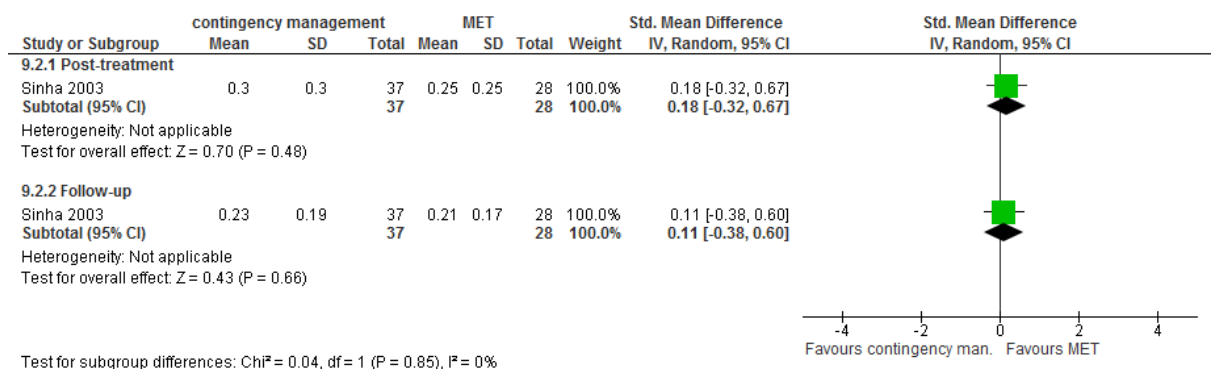 contingency management MET Std. Mean Difference Std. Mean Difference
Study or Subgroup Mean SD Total Mean SD Total Weight IV, Random, 95% CI IV, Random, 95% CI
9.2.1 Post-treatment
Sinha 2003 0.3 0.3 37 0.25 0.25 28 100.0% 0.18 [-0.32, 0.67]
Subtotal (95% CI) 37 28 100.0% 0.18 [-0.32, 0.67]
Heterogeneity: Not applicable
Test for overall effect: Z = 0.70 (P = 0.48)
9.2.2 Follow-up
Sinha 2003 0.23 0.19 37 0.21 0.17 28 100.0% 0.11 [-0.38, 0.60]
Subtotal (95% CI) 37 28 100.0% 0.11 [-0.38, 0.60]
Heterogeneity: Not applicable
Test for overall effect: Z = 0.43 (P = 0.66)
-4 -2 0 2 4
Favours contingency man. Favours MET
Test for subgroup differences: Chi² = 0.04, df = 1 (P = 0.85), I² = 0%